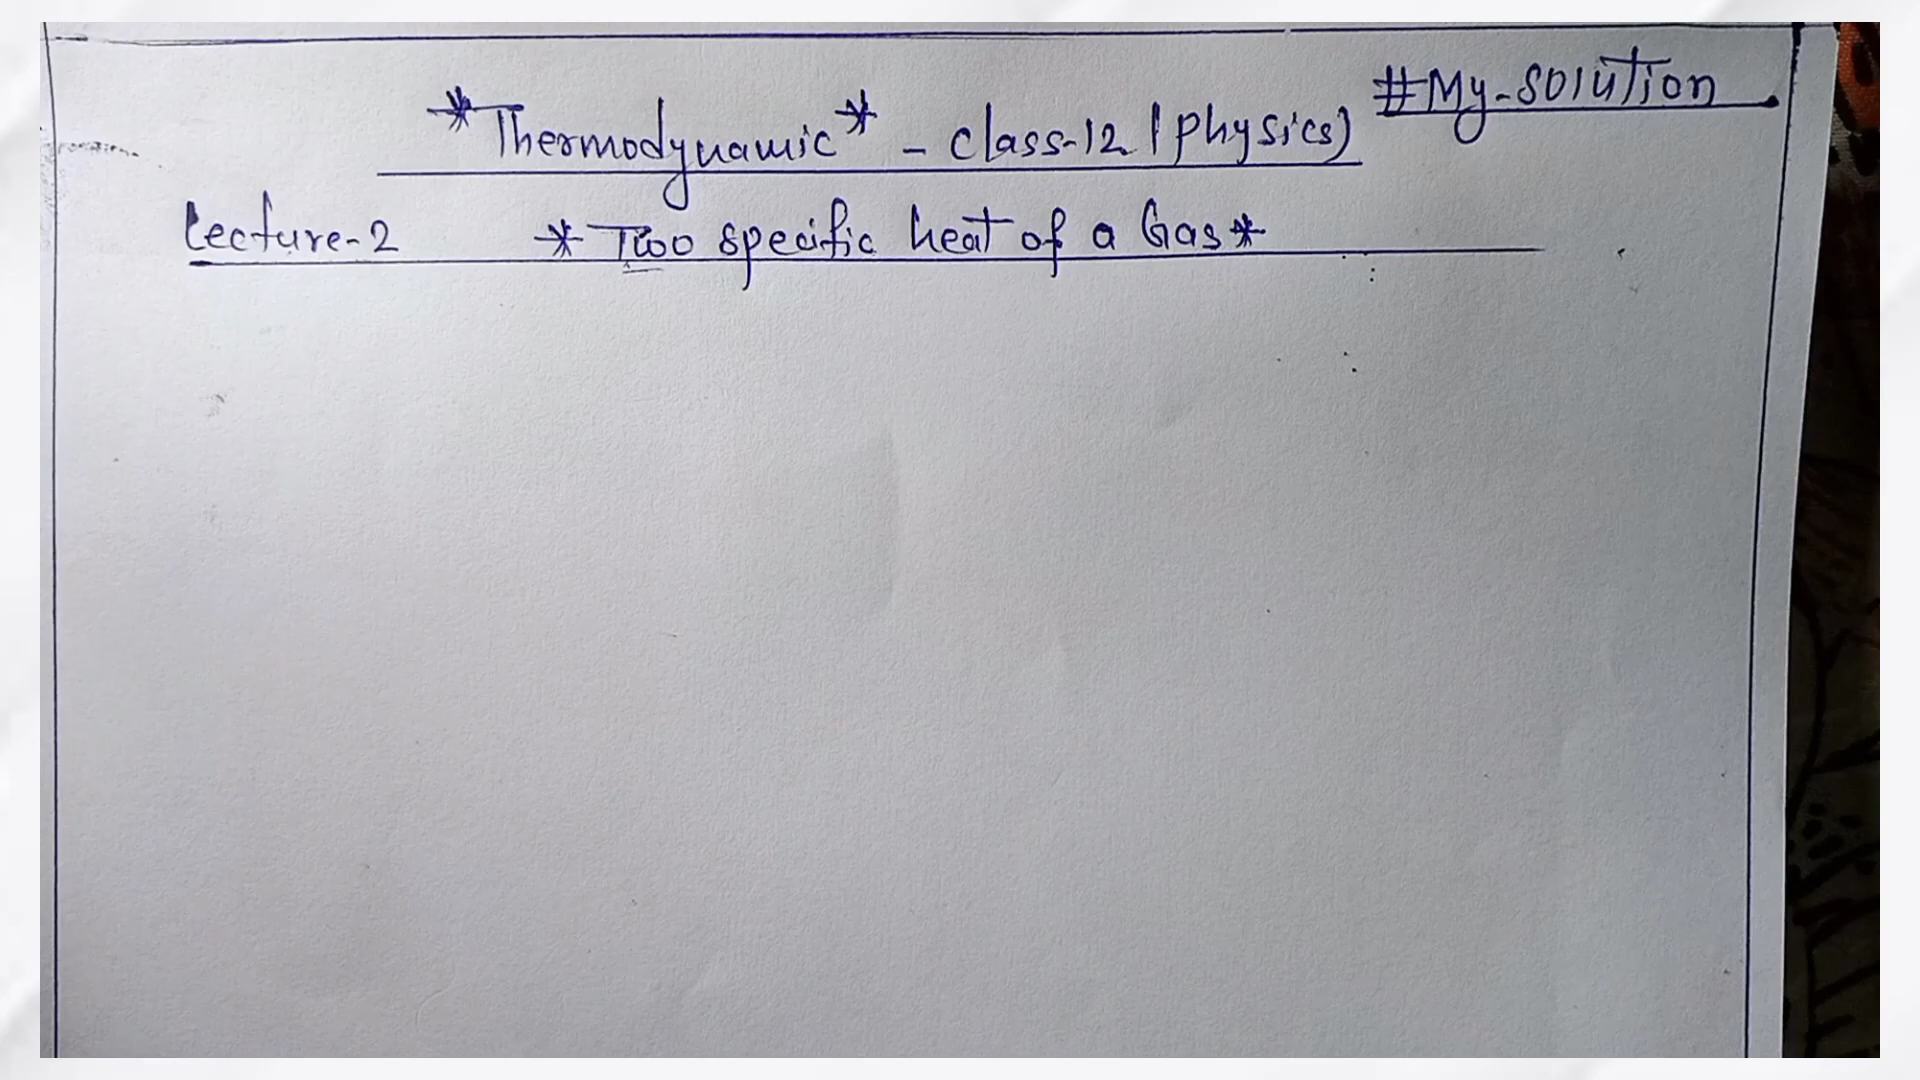 #My-solution
*Thermodynamic* - class-12 (physics)
Lecture-2 * Two specific heat of a Gas*